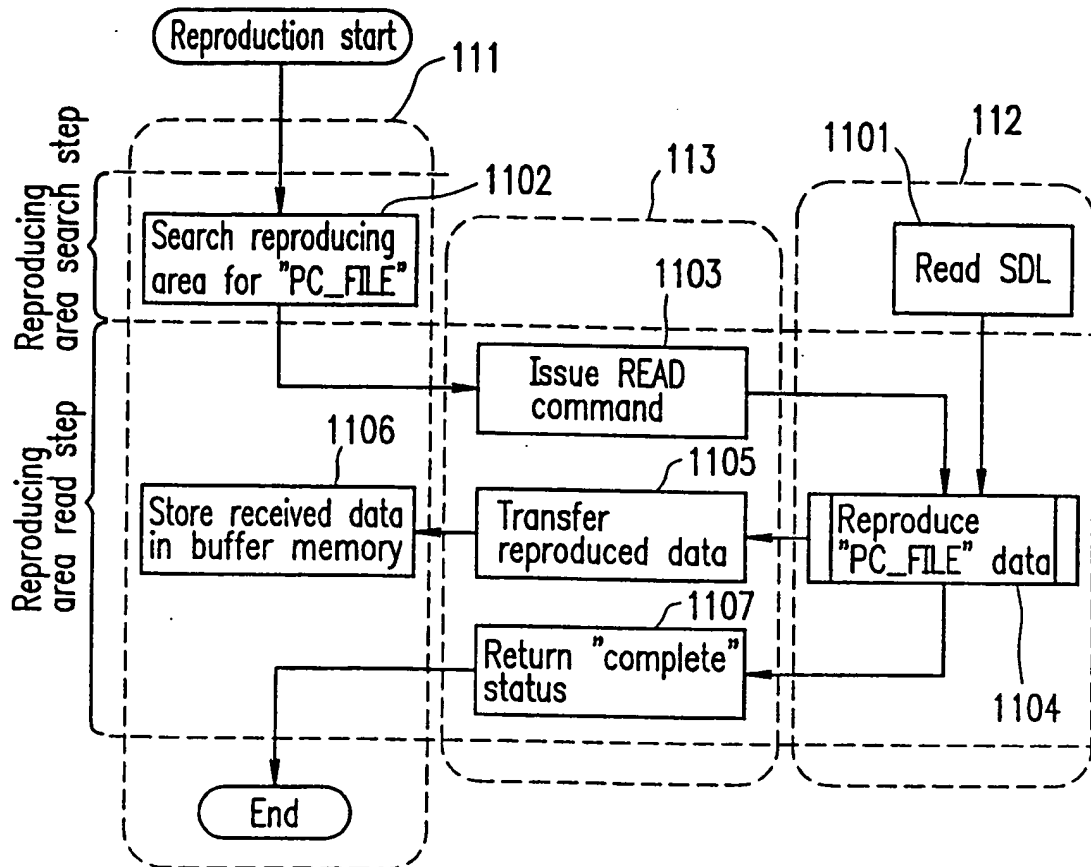 Reproduction start
111
112
1101
113
1102
Reproducing
area search step
Search reproducing
area for "PC_FILE"
Read SDL
1103
Issue READ
command
Reproducing
area read step
1106
1105
Store received data
in buffer memory
Transfer
reproduced data
Reproduce
"PC_FILE" data
1107
Return "complete"
status
1104
End